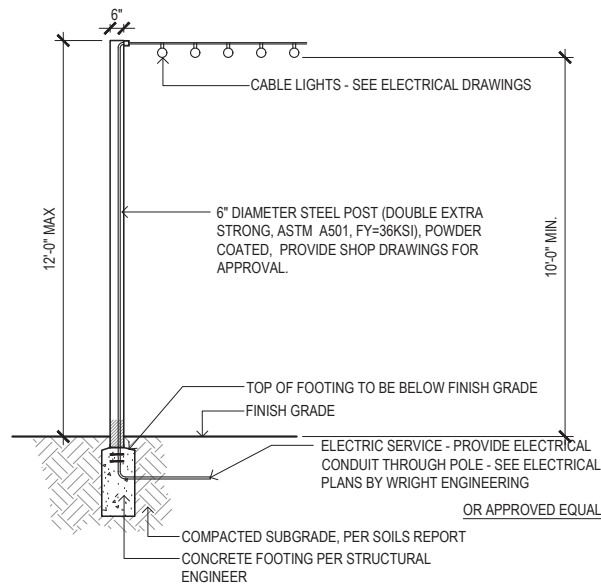 6"
CABLE LIGHTS - SEE ELECTRICAL DRAWINGS
12'-0" MAX
10'-0" MIN.
6" DIAMETER STEEL POST (DOUBLE EXTRA
STRONG, ASTM A501, FY=36KSI), POWDER
COATED, PROVIDE SHOP DRAWINGS FOR
APPROVAL.
TOP OF FOOTING TO BE BELOW FINISH GRADE
FINISH GRADE
ELECTRIC SERVICE - PROVIDE ELECTRICAL
CONDUIT THROUGH POLE - SEE ELECTRICAL
PLANS BY WRIGHT ENGINEERING
OR APPROVED EQUAL
COMPACTED SUBGRADE, PER SOILS REPORT
CONCRETE FOOTING PER STRUCTURAL
ENGINEER